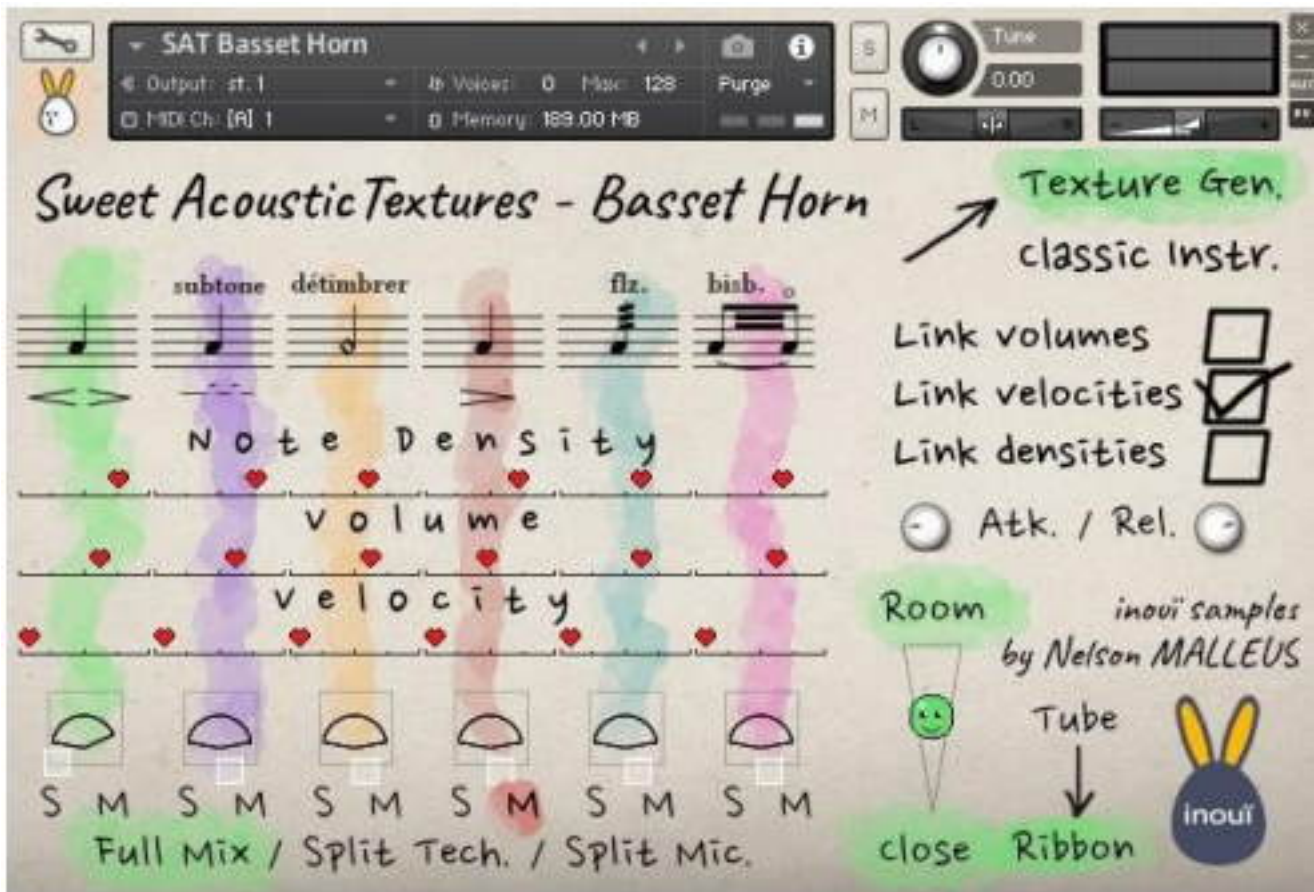 SAT Basset Horn
Output: st. 1
Voices: 0 Max: 128
Purge
MIDI Ch: [A] 1
Memory: 189.00 MB
S
M
Tune
0.00
L
R
Sweet Acoustic Textures - Basset Horn
Texture Gen.
Classic Instr.
subtone
détimbrer
flz.
bisb.
Link volumes
Link velocities
Link densities
Note Density
Volume
Velocity
Atk. / Rel.
Room
inouï samples
by Nelson MALLEUS
Tube
close
Ribbon
inouï
S M S M S M S M S M S M
Full Mix / Split Tech. / Split Mic.